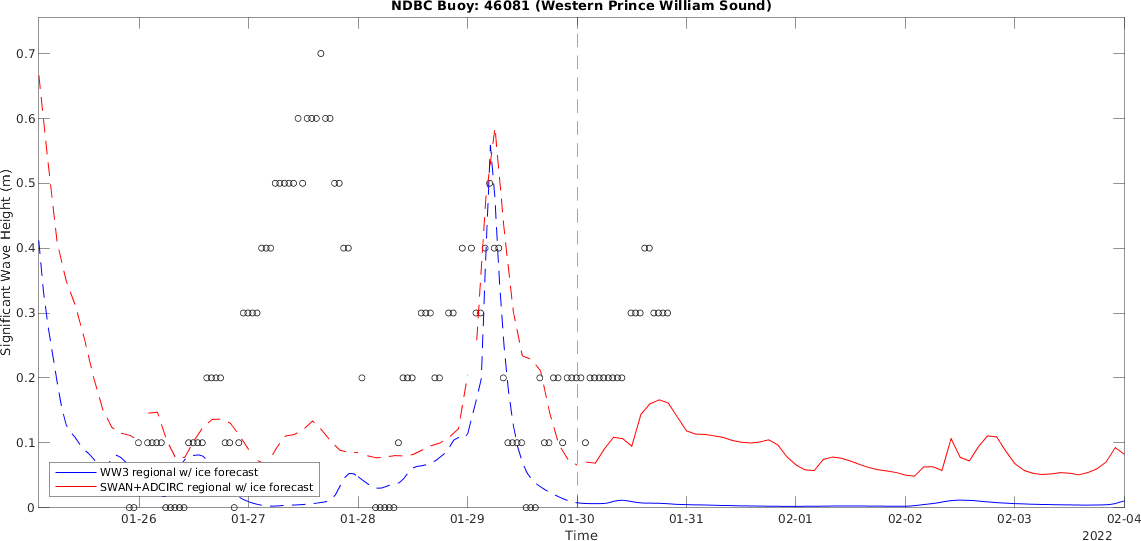 NDBC Buoy: 46081 (Western Prince William Sound)
Significant Wave Height (m)
0.7
0.6
0.5
0.4
0.3
0.2
0.1
0
WW3 regional w/ ice forecast
SWAN+ADCIRC regional w/ ice forecast
01-26 01-27 01-28 01-29 01-30 01-31 02-01 02-02 02-03 02-04
Time
2022